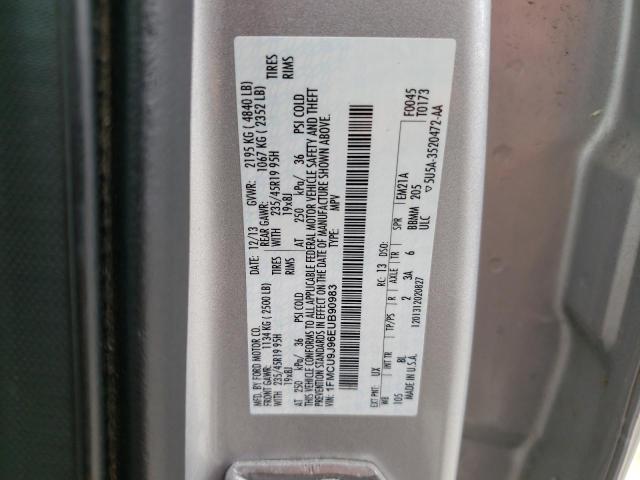 MFD. BY FORD MOTOR CO.
DATE: 12/13 GVWR: 2195 KG ( 4840 LB)
FRONT GAWR: 1134 KG ( 2500 LB) REAR GAWR: 1067 KG ( 2352 LB)
WITH 235/45R19 95H TIRES WITH 235/45R19 95H TIRES
19x8J RIMS 19x8J RIMS
AT 250 kPa/ 36 PSI COLD AT 250 kPa/ 36 PSI COLD
THIS VEHICLE CONFORMS TO ALL APPLICABLE FEDERAL MOTOR VEHICLE SAFETY AND THEFT
PREVENTION STANDARDS IN EFFECT ON THE DATE OF MANUFACTURE SHOWN ABOVE.
VIN: 1FMCU9J96EUB90983 TYPE: MPV
F0045
T0173
EXT PNT: UX RC: 13 DSO:
WB INT TR TP/PS R AXLE TR SPR EM21A
105 BL 2 3A 6 BBMM 205
MADE IN U.S.A. ULC
1201312020827 5U5A-3520472-AA